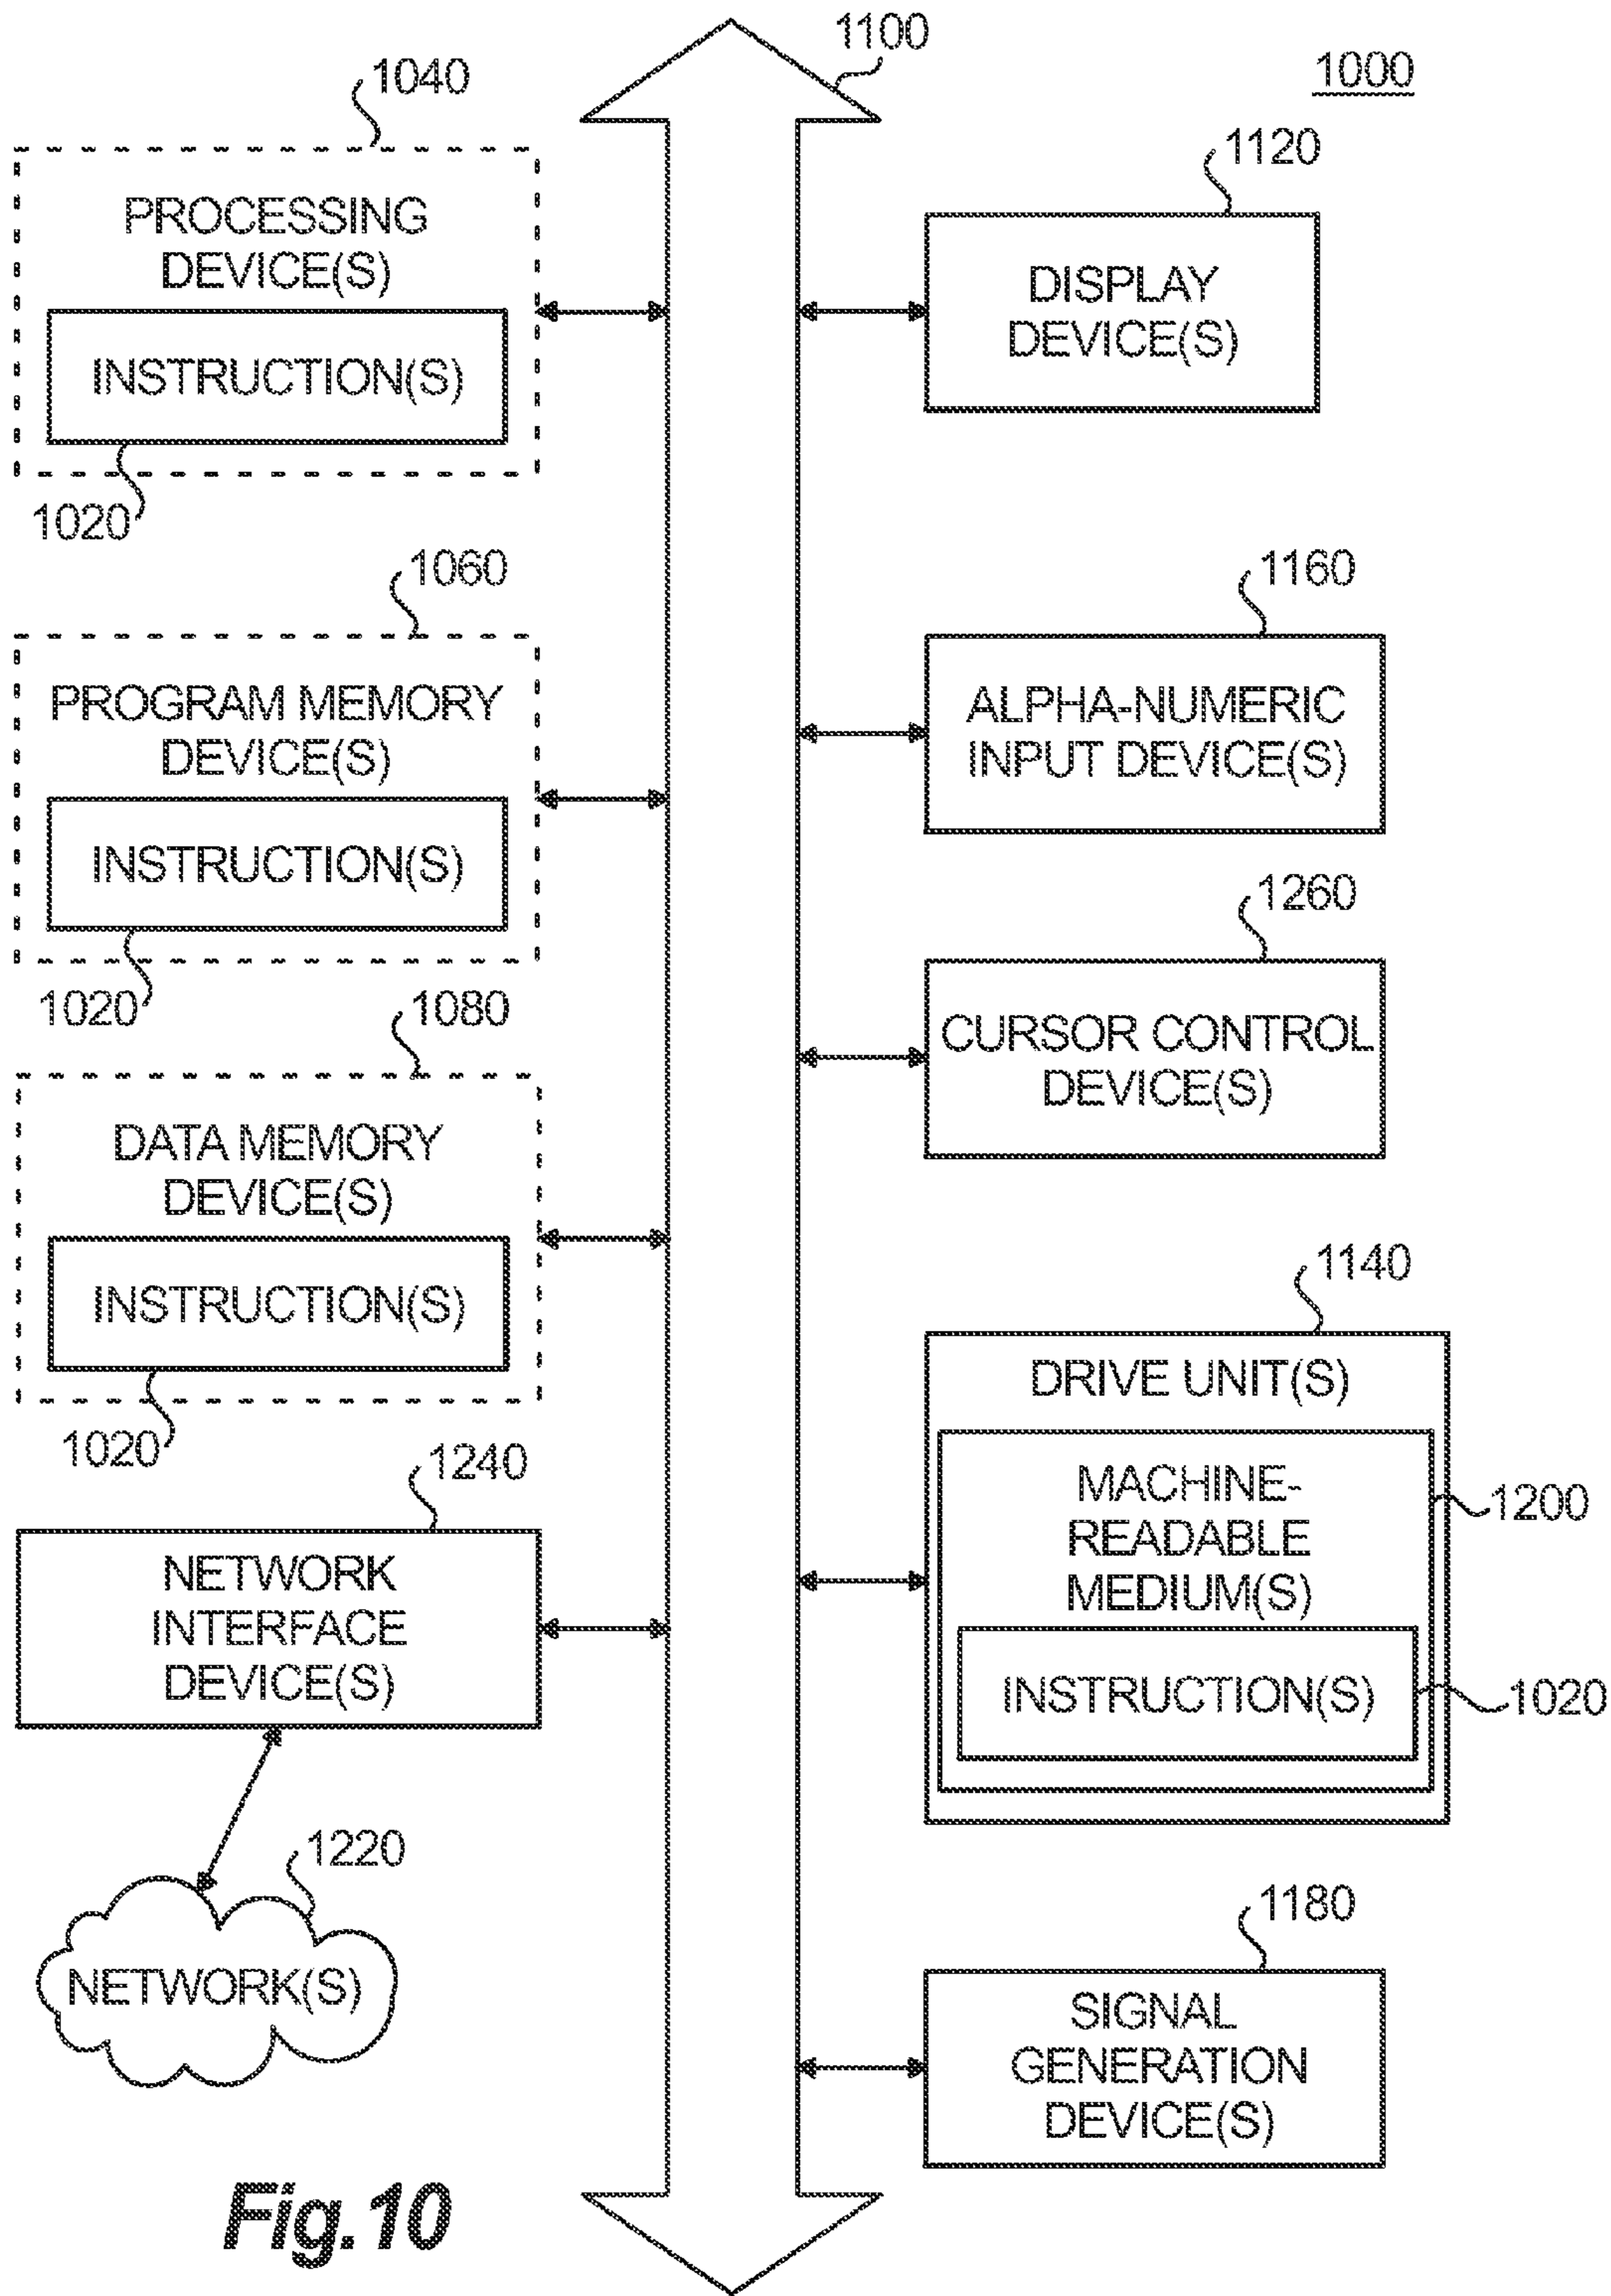 1100
1000
1040
PROCESSING
DEVICE(S)
INSTRUCTION(S)
1020
1120
DISPLAY
DEVICE(S)
1060
PROGRAM MEMORY
DEVICE(S)
INSTRUCTION(S)
1020
1160
ALPHA-NUMERIC
INPUT DEVICE(S)
1260
CURSOR CONTROL
DEVICE(S)
1080
DATA MEMORY
DEVICE(S)
INSTRUCTION(S)
1020
1140
DRIVE UNIT(S)
MACHINE-
READABLE
MEDIUM(S)
1200
INSTRUCTION(S)
1020
1240
NETWORK
INTERFACE
DEVICE(S)
1220
NETWORK(S)
1180
SIGNAL
GENERATION
DEVICE(S)
Fig.10